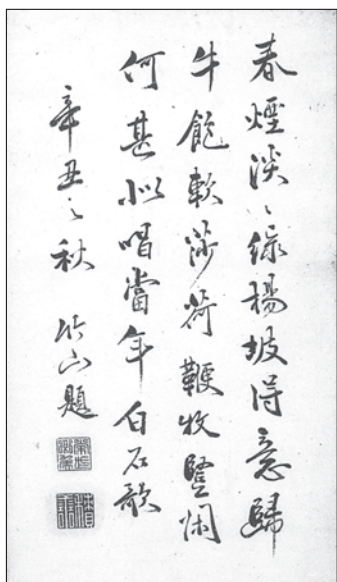 春煙淡〻綠楊坡得意歸
牛飽軟莎荷鞭牧豎閑
何甚似唱當年白石歌
辛丑之秋 竹山題